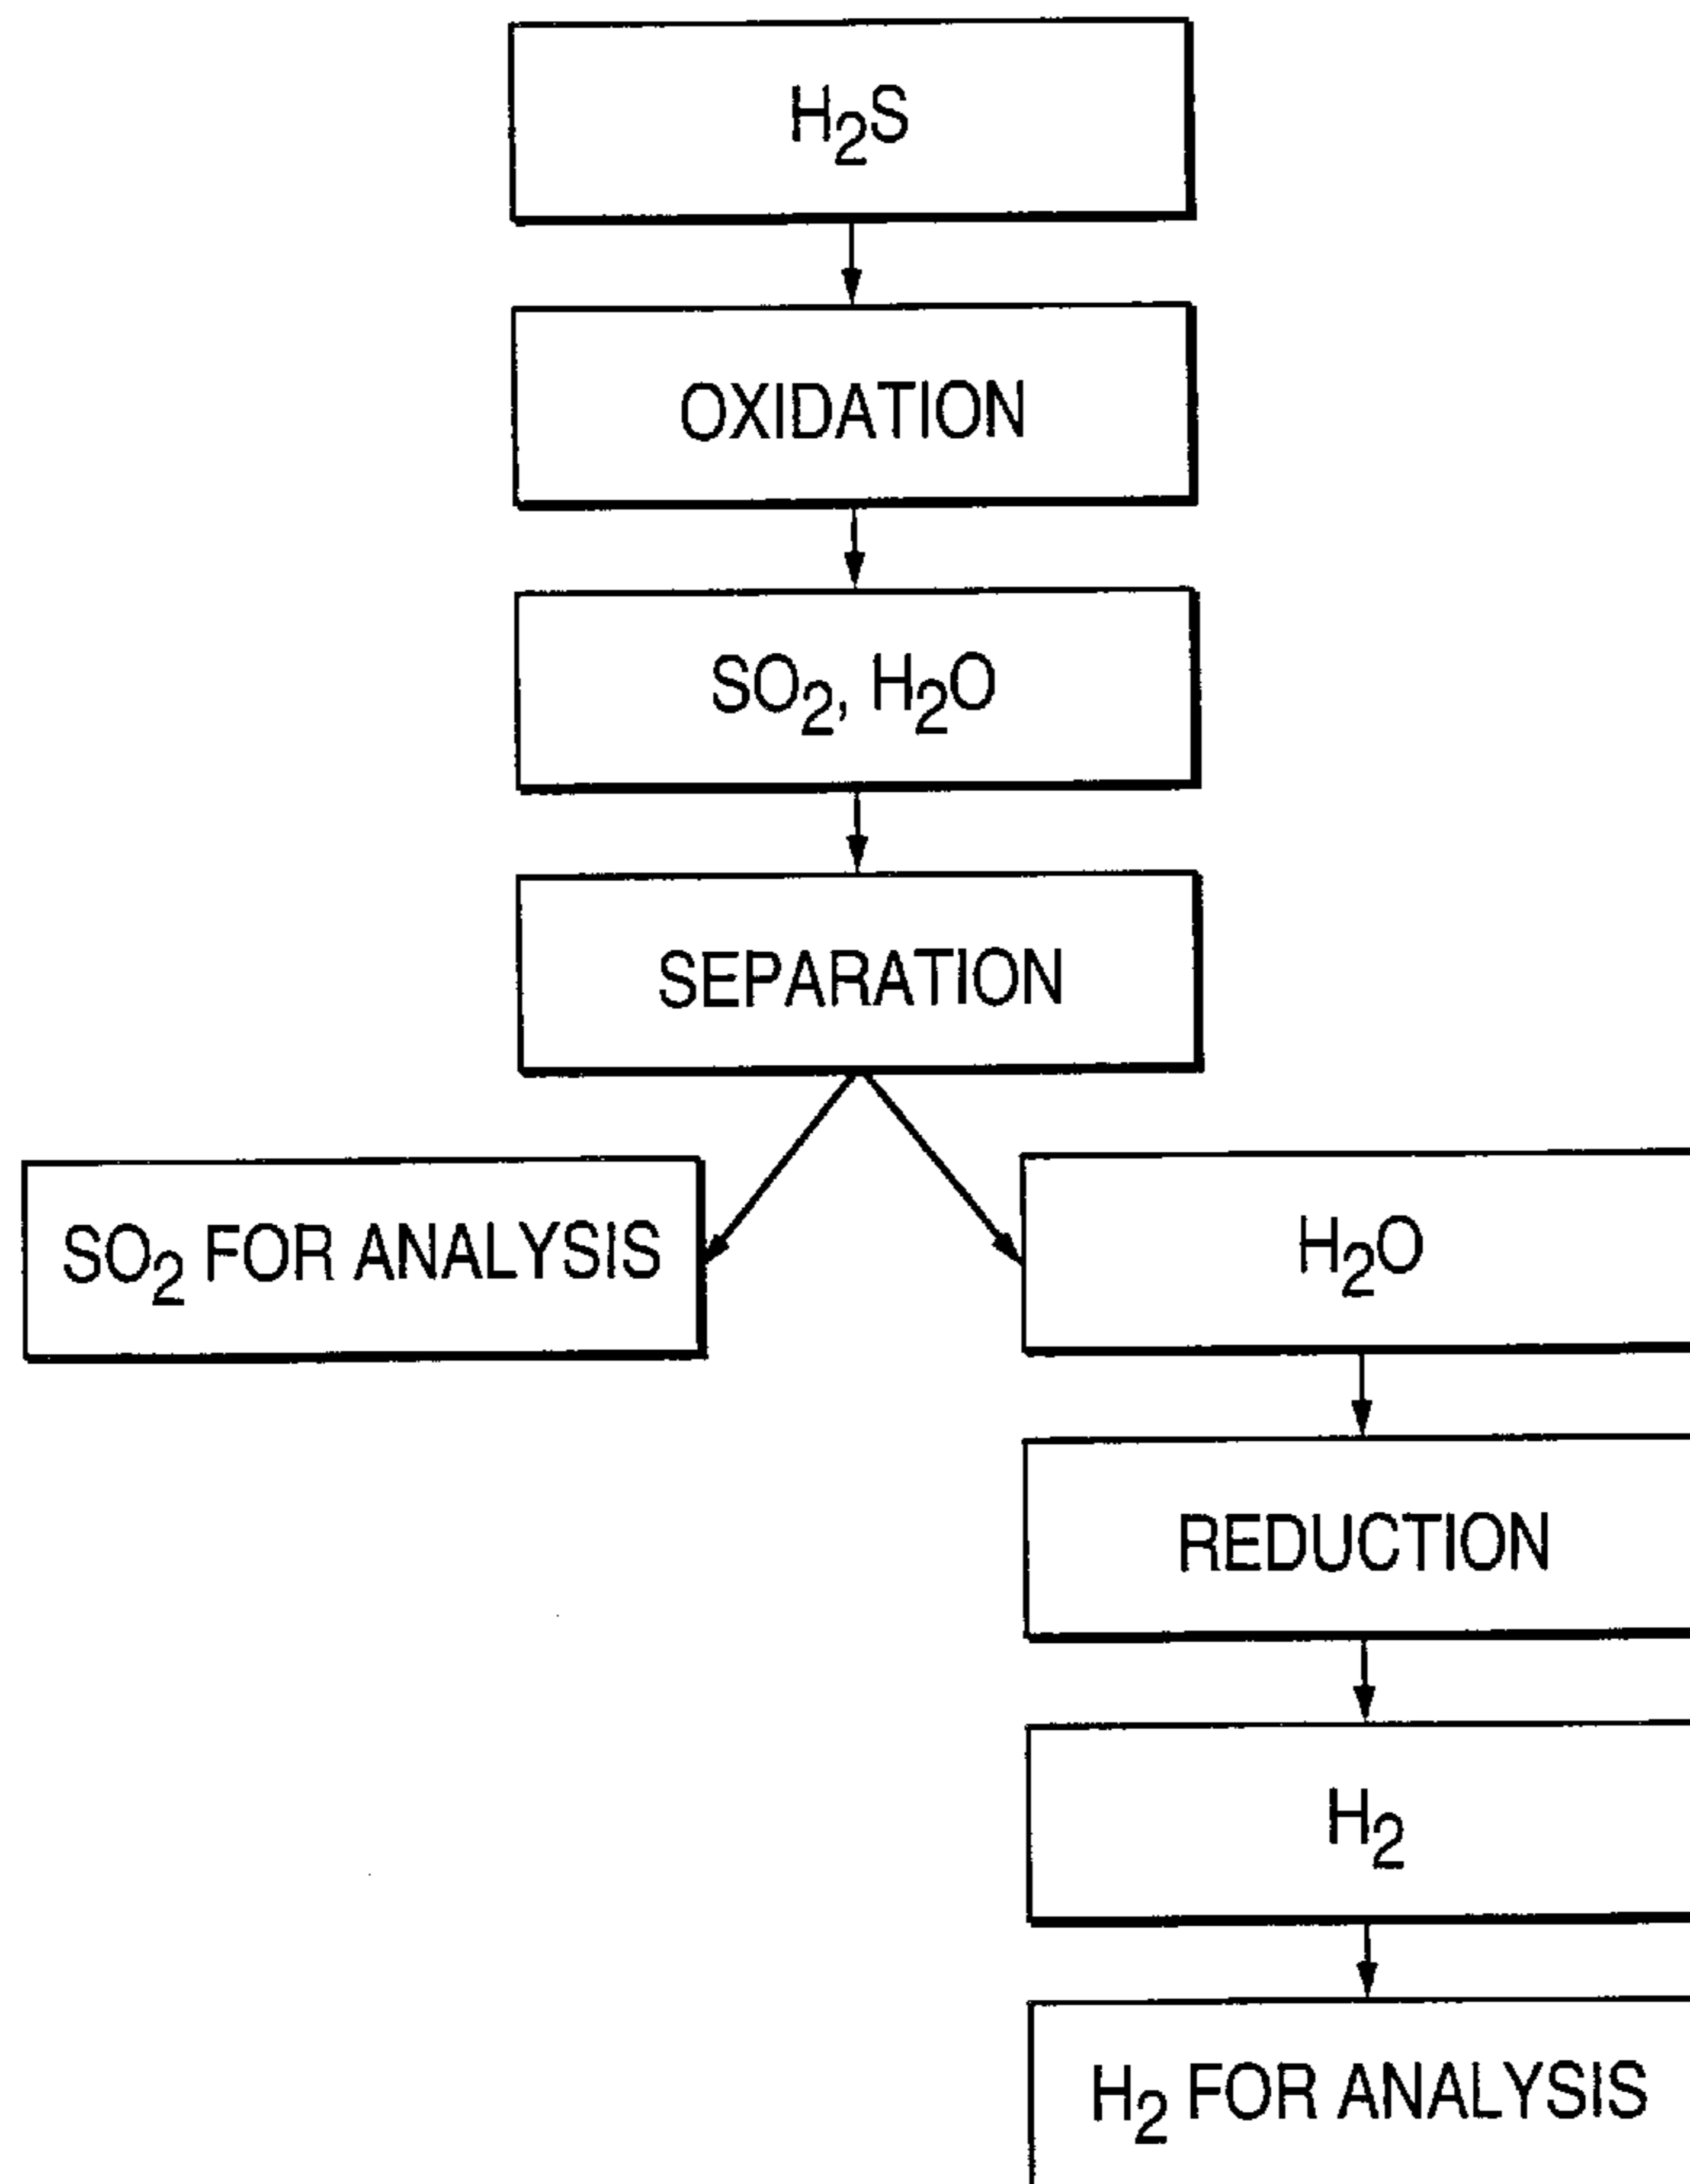 H2S
OXIDATION
SO2, H2O
SEPARATION
SO2 FOR ANALYSIS
H2O
REDUCTION
H2
H2 FOR ANALYSIS